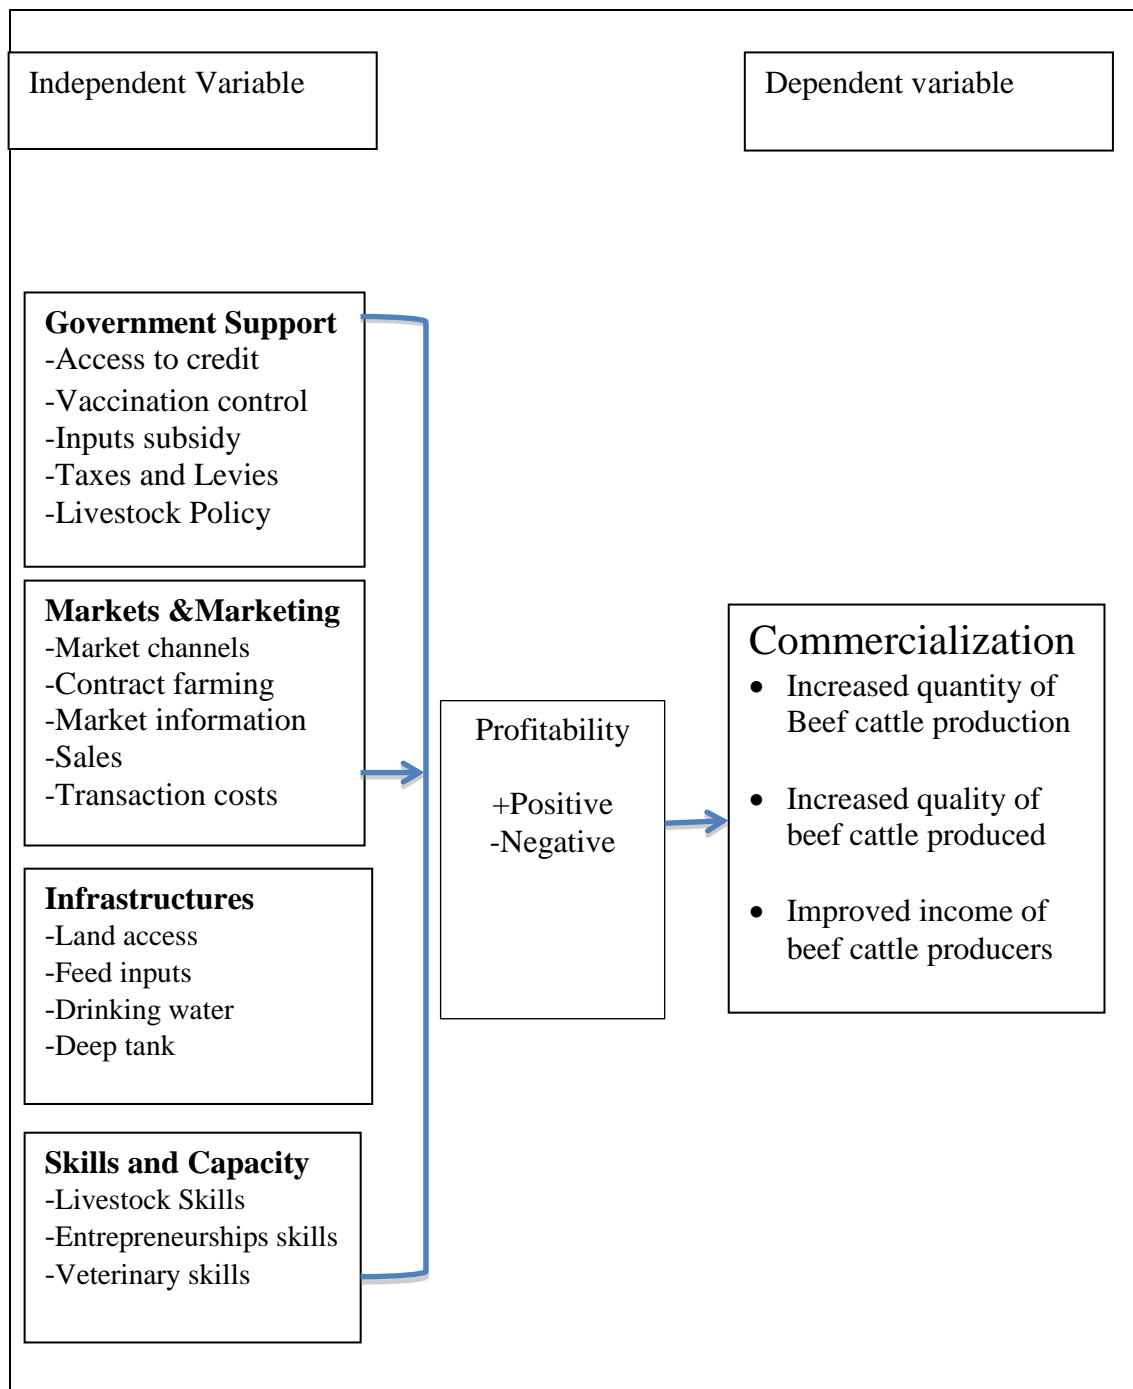 Independent Variable
Dependent variable
Government Support
-Access to credit
-Vaccination control
-Inputs subsidy
-Taxes and Levies
-Livestock Policy
Markets &Marketing
-Market channels
-Contract farming
-Market information
-Sales
-Transaction costs
Infrastructures
-Land access
-Feed inputs
-Drinking water
-Deep tank
Skills and Capacity
-Livestock Skills
-Entrepreneurships skills
-Veterinary skills
Profitability
+Positive
-Negative
Commercialization
• Increased quantity of
Beef cattle production
• Increased quality of
beef cattle produced
• Improved income of
beef cattle producers